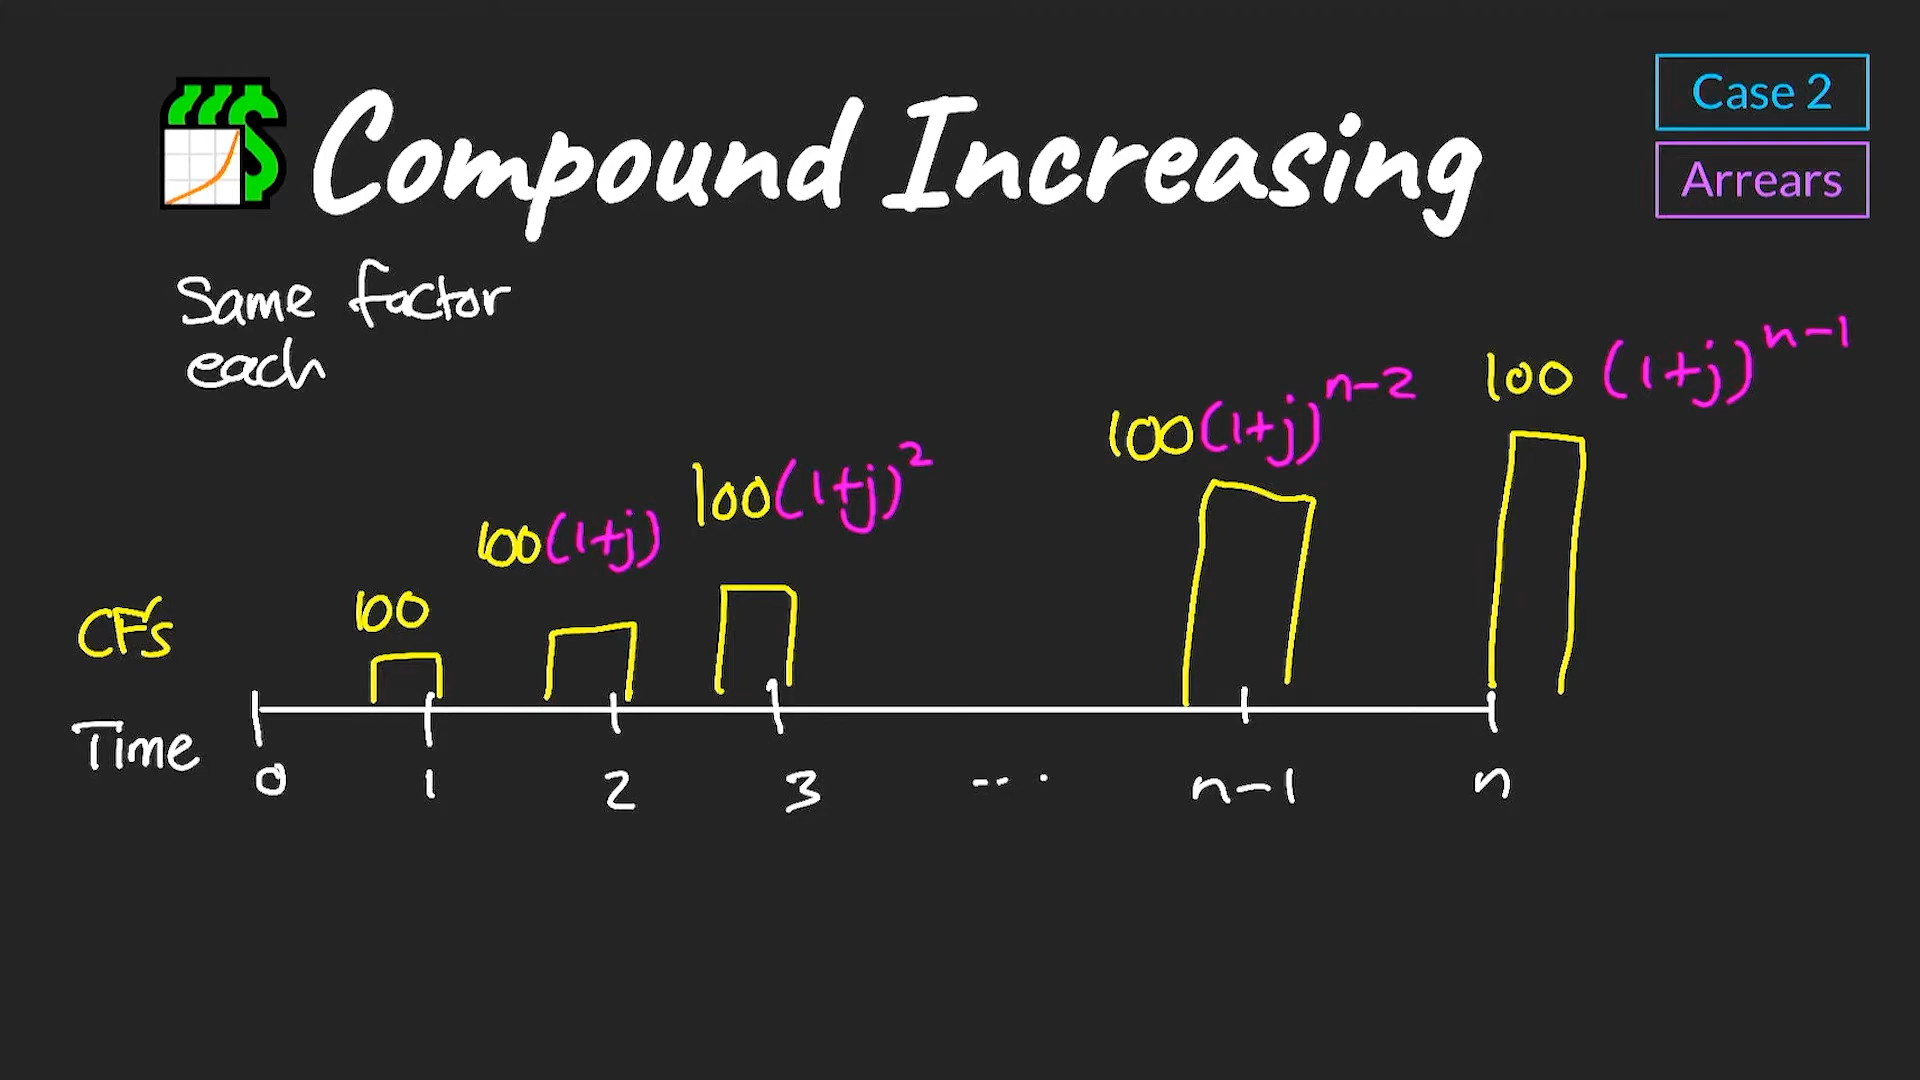 Compound Increasing
Case 2
Arrears
Same factor
each
100 (1+j)^n-1
100(1+j)^n-2
100(1+j)^2
100(1+j)
100
CFs
Time
0 1 2 3 ... n-1 n